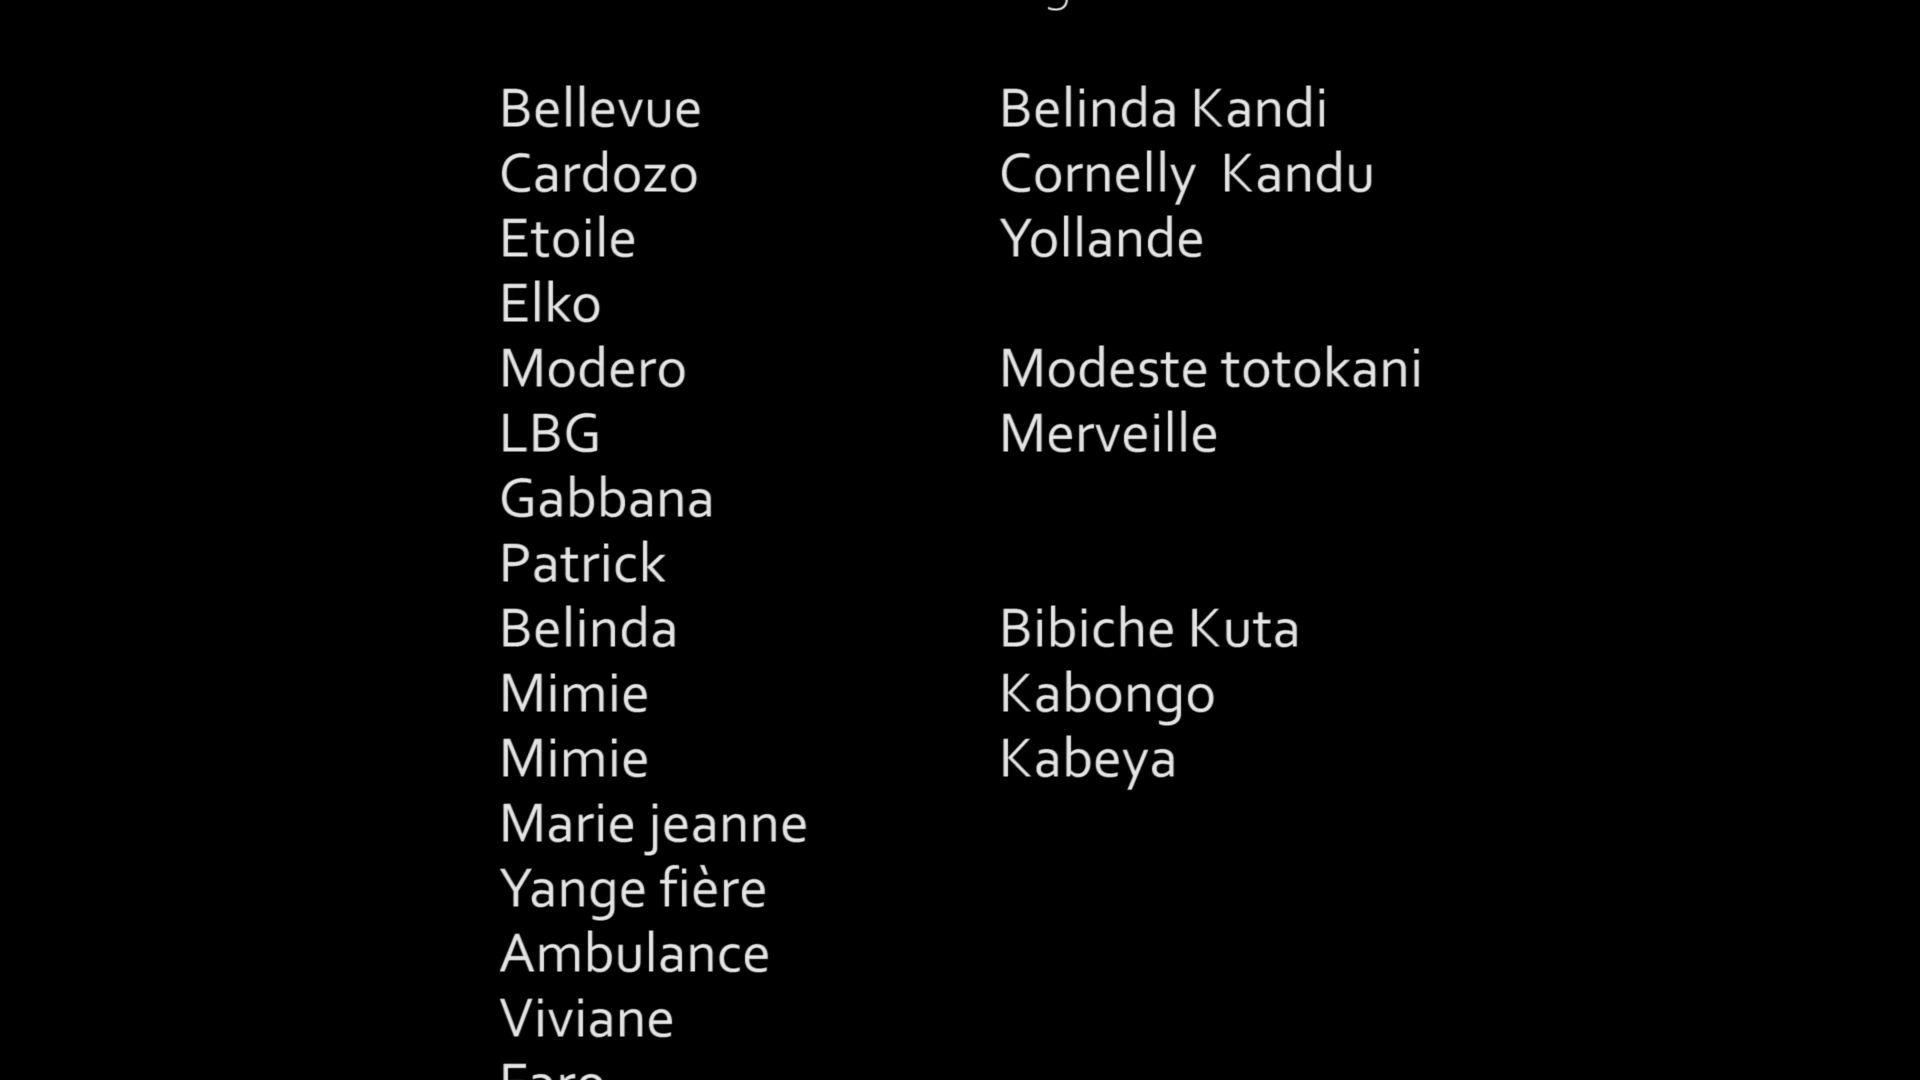 Bellevue Belinda Kandi
Cardozo Cornelly Kandu
Etoile Yollande
Elko
Modero Modeste totokani
LBG Merveille
Gabbana
Patrick
Belinda Bibiche Kuta
Mimie Kabongo
Mimie Kabeya
Marie jeanne
Yange fière
Ambulance
Viviane